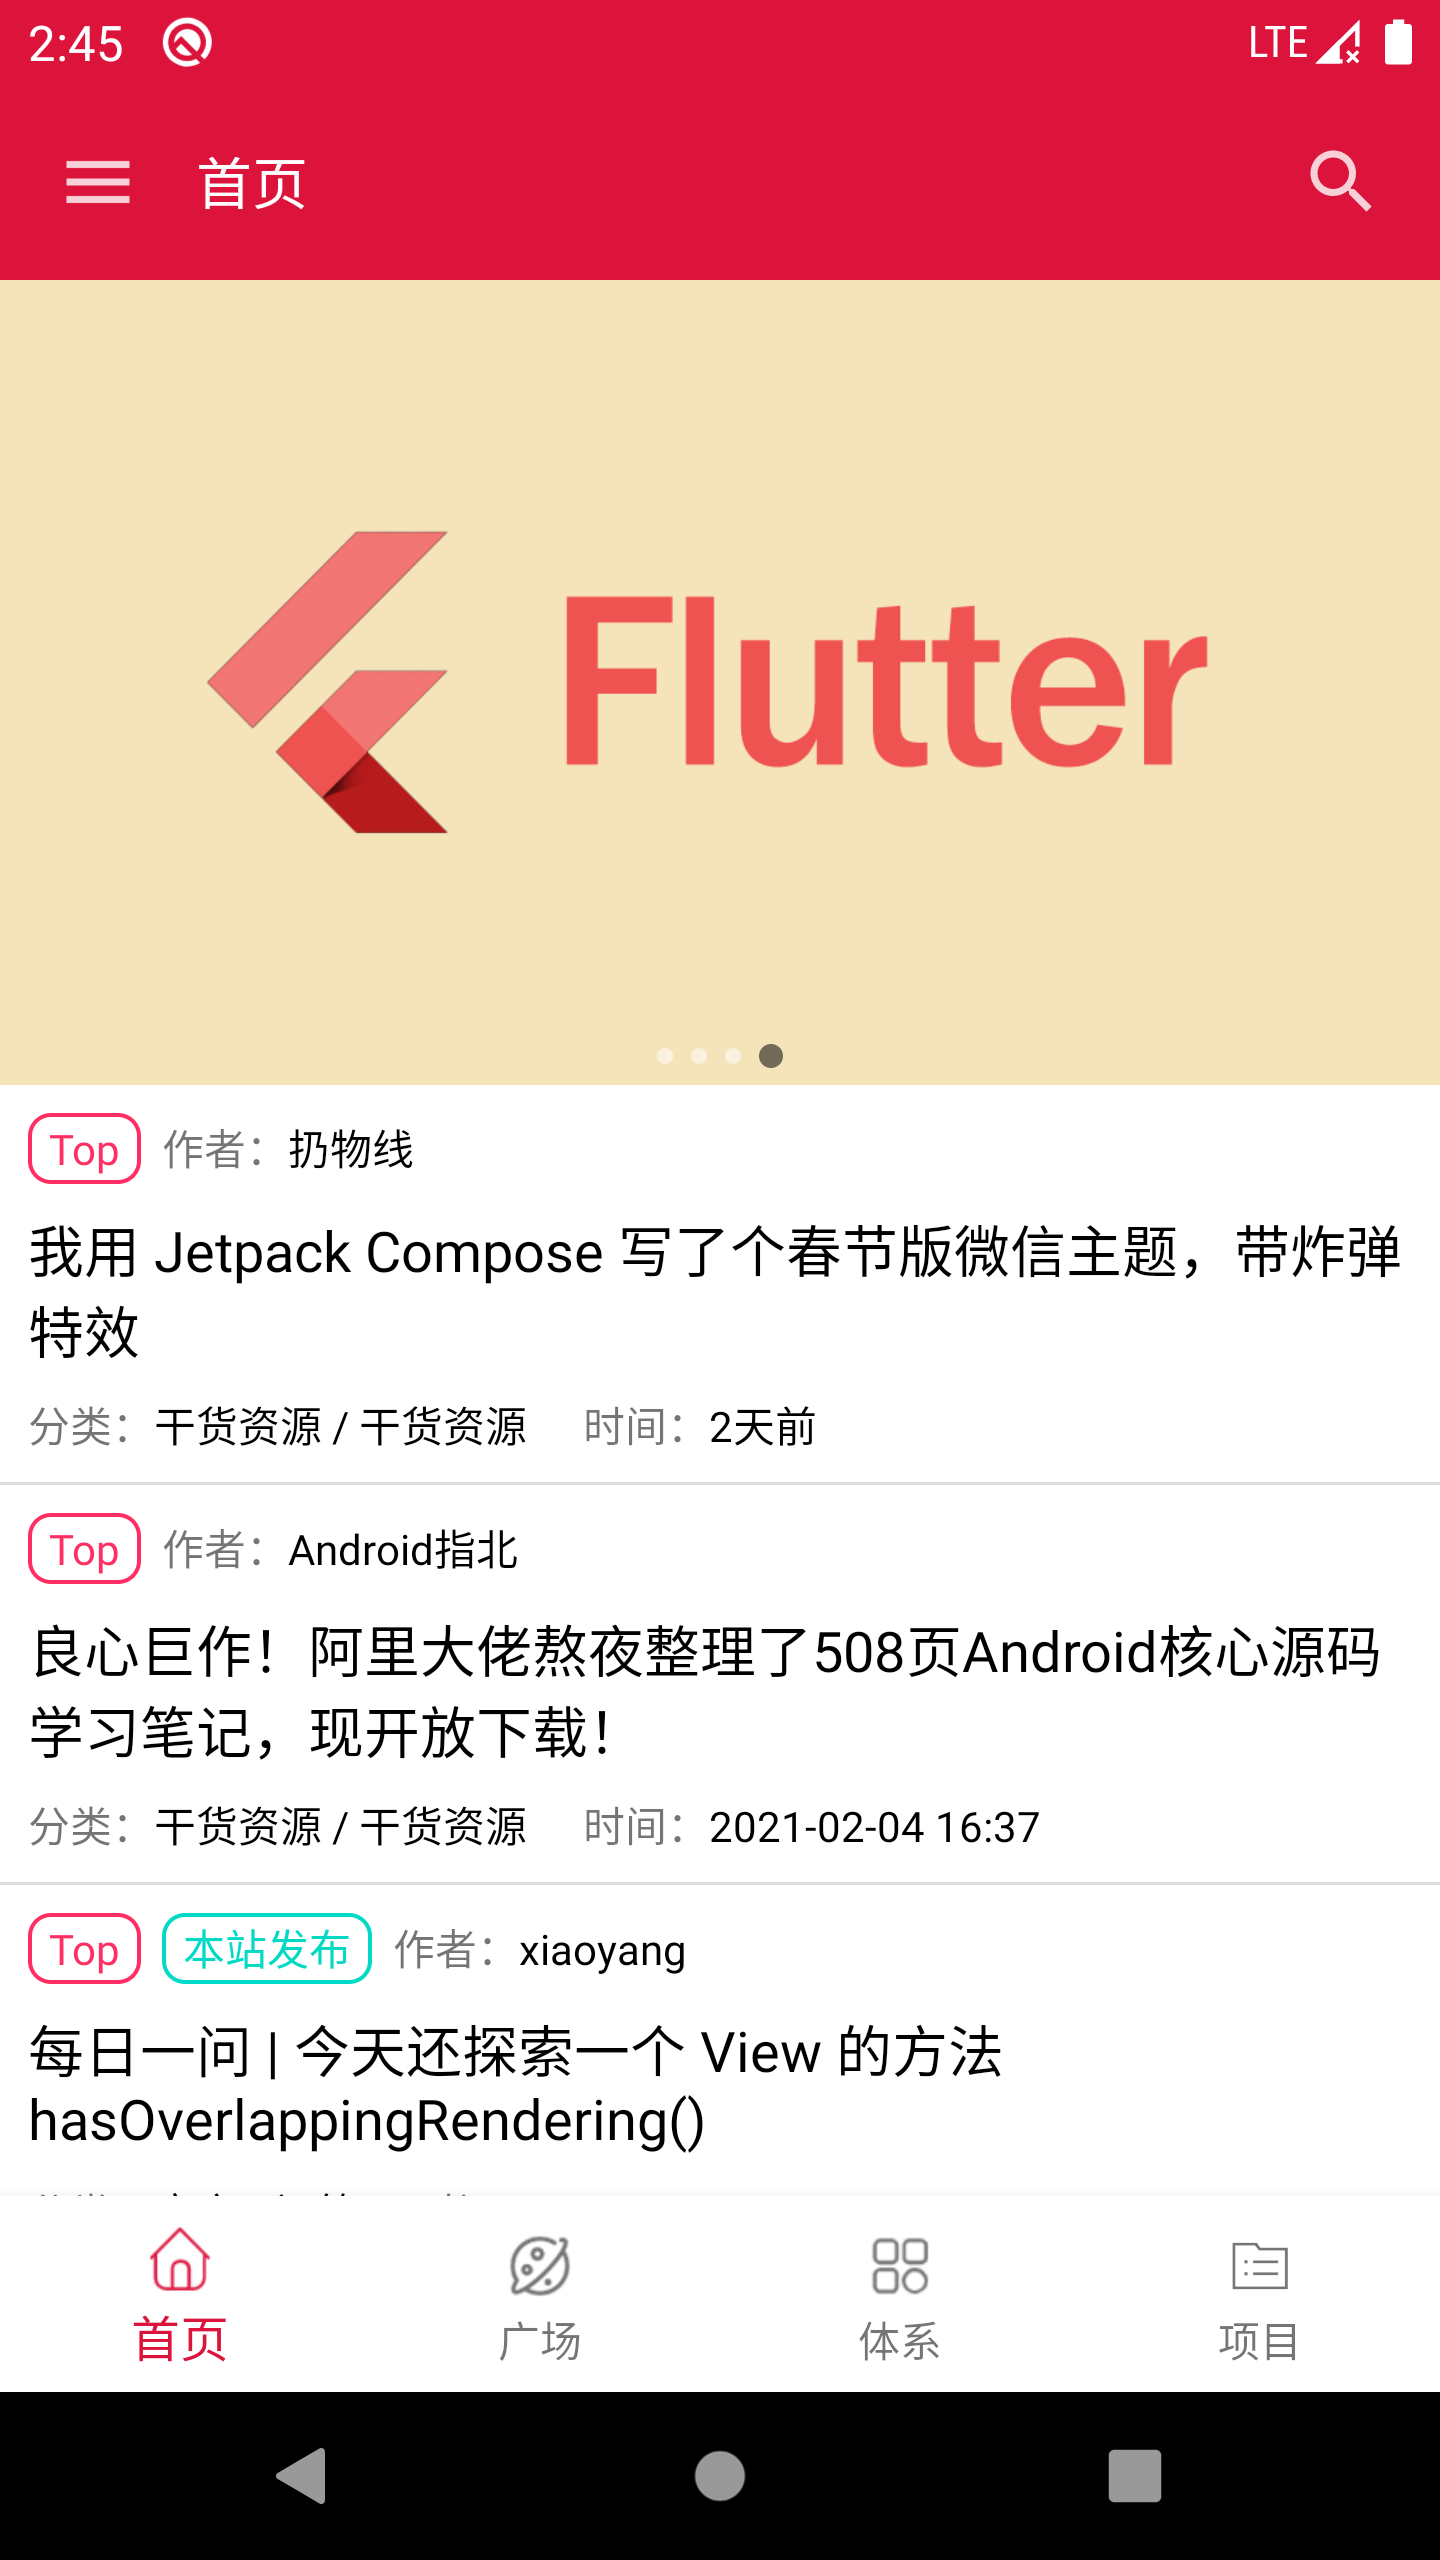 2:45 LTE
首页
Flutter
Top 作者：扔物线
我用 Jetpack Compose 写了个春节版微信主题，带炸弹
特效
分类：干货资源 / 干货资源 时间：2天前
Top 作者：Android指北
良心巨作！阿里大佬熬夜整理了508页Android核心源码
学习笔记，现开放下载！
分类：干货资源 / 干货资源 时间：2021-02-04 16:37
Top 本站发布 作者：xiaoyang
每日一问 | 今天还探索一个 View 的方法
hasOverlappingRendering()
首页 广场 体系 项目